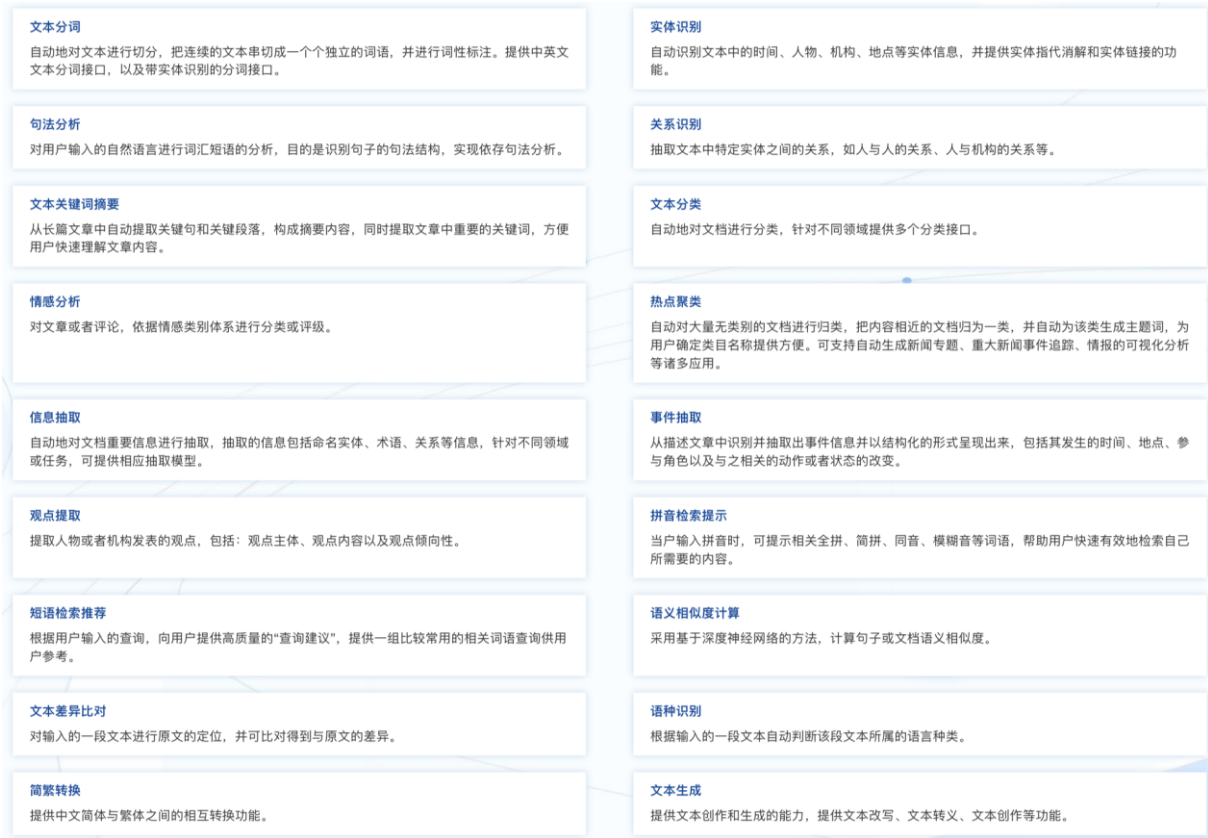 文本分词
自动地对文本进行切分，把连续的文本串切成一个个独立的词语，并进行词性标注。提供中英文
文本分词接口，以及带实体识别的分词接口。
实体识别
自动识别文本中的时间、人物、机构、地点等实体信息，并提供实体指代消解和实体链接的功
能。
句法分析
对用户输入的自然语言进行词汇短语的分析，目的是识别句子的句法结构，实现依存句法分析。
关系识别
抽取文本中特定实体之间的关系，如人与人的关系、人与机构的关系等。
文本关键词摘要
从长篇文章中自动提取关键句和关键段落，构成摘要内容，同时提取文章中重要的关键词，方便
用户快速理解文章内容。
文本分类
自动地对文档进行分类，针对不同领域提供多个分类接口。
情感分析
对文章或者评论，依据情感类别体系进行分类或评级。
热点聚类
自动对大量无类别的文档进行归类，把内容相近的文档归为一类，并自动为该类生成主题词，为
用户确定类目名称提供方便。可支持自动生成新闻专题、重大新闻事件追踪、情报的可视化分析
等诸多应用。
信息抽取
自动地对文档重要信息进行抽取，抽取的信息包括命名实体、术语、关系等信息，针对不同领域
或任务，可提供相应抽取模型。
事件抽取
从描述文章中识别并抽取出事件信息并以结构化的形式呈现出来，包括其发生的时间、地点、参
与角色以及与之相关的动作或者状态的改变。
观点提取
提取人物或者机构发表的观点，包括：观点主体、观点内容以及观点倾向性。
拼音检索提示
当户输入拼音时，可提示相关全拼、简拼、同音、模糊音等词语，帮助用户快速有效地检索自己
所需要的内容。
短语检索推荐
根据用户输入的查询，向用户提供高质量的“查询建议”，提供一组比较常用的相关词语查询供用
户参考。
语义相似度计算
采用基于深度神经网络的方法，计算句子或文档语义相似度。
文本差异比对
对输入的一段文本进行原文的定位，并可比对得到与原文的差异。
语种识别
根据输入的一段文本自动判断该段文本所属的语言种类。
简繁转换
提供中文简体与繁体之间的相互转换功能。
文本生成
提供文本创作和生成的能力，提供文本改写、文本转义、文本创作等功能。